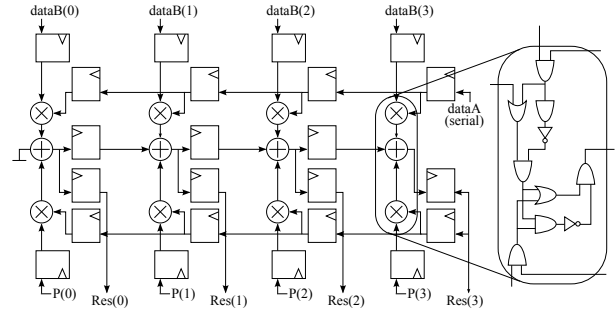 dataB(0) dataB(1) dataB(2) dataB(3)
dataA
(serial)
P(0) Res(0) P(1) Res(1) P(2) Res(2) P(3) Res(3)